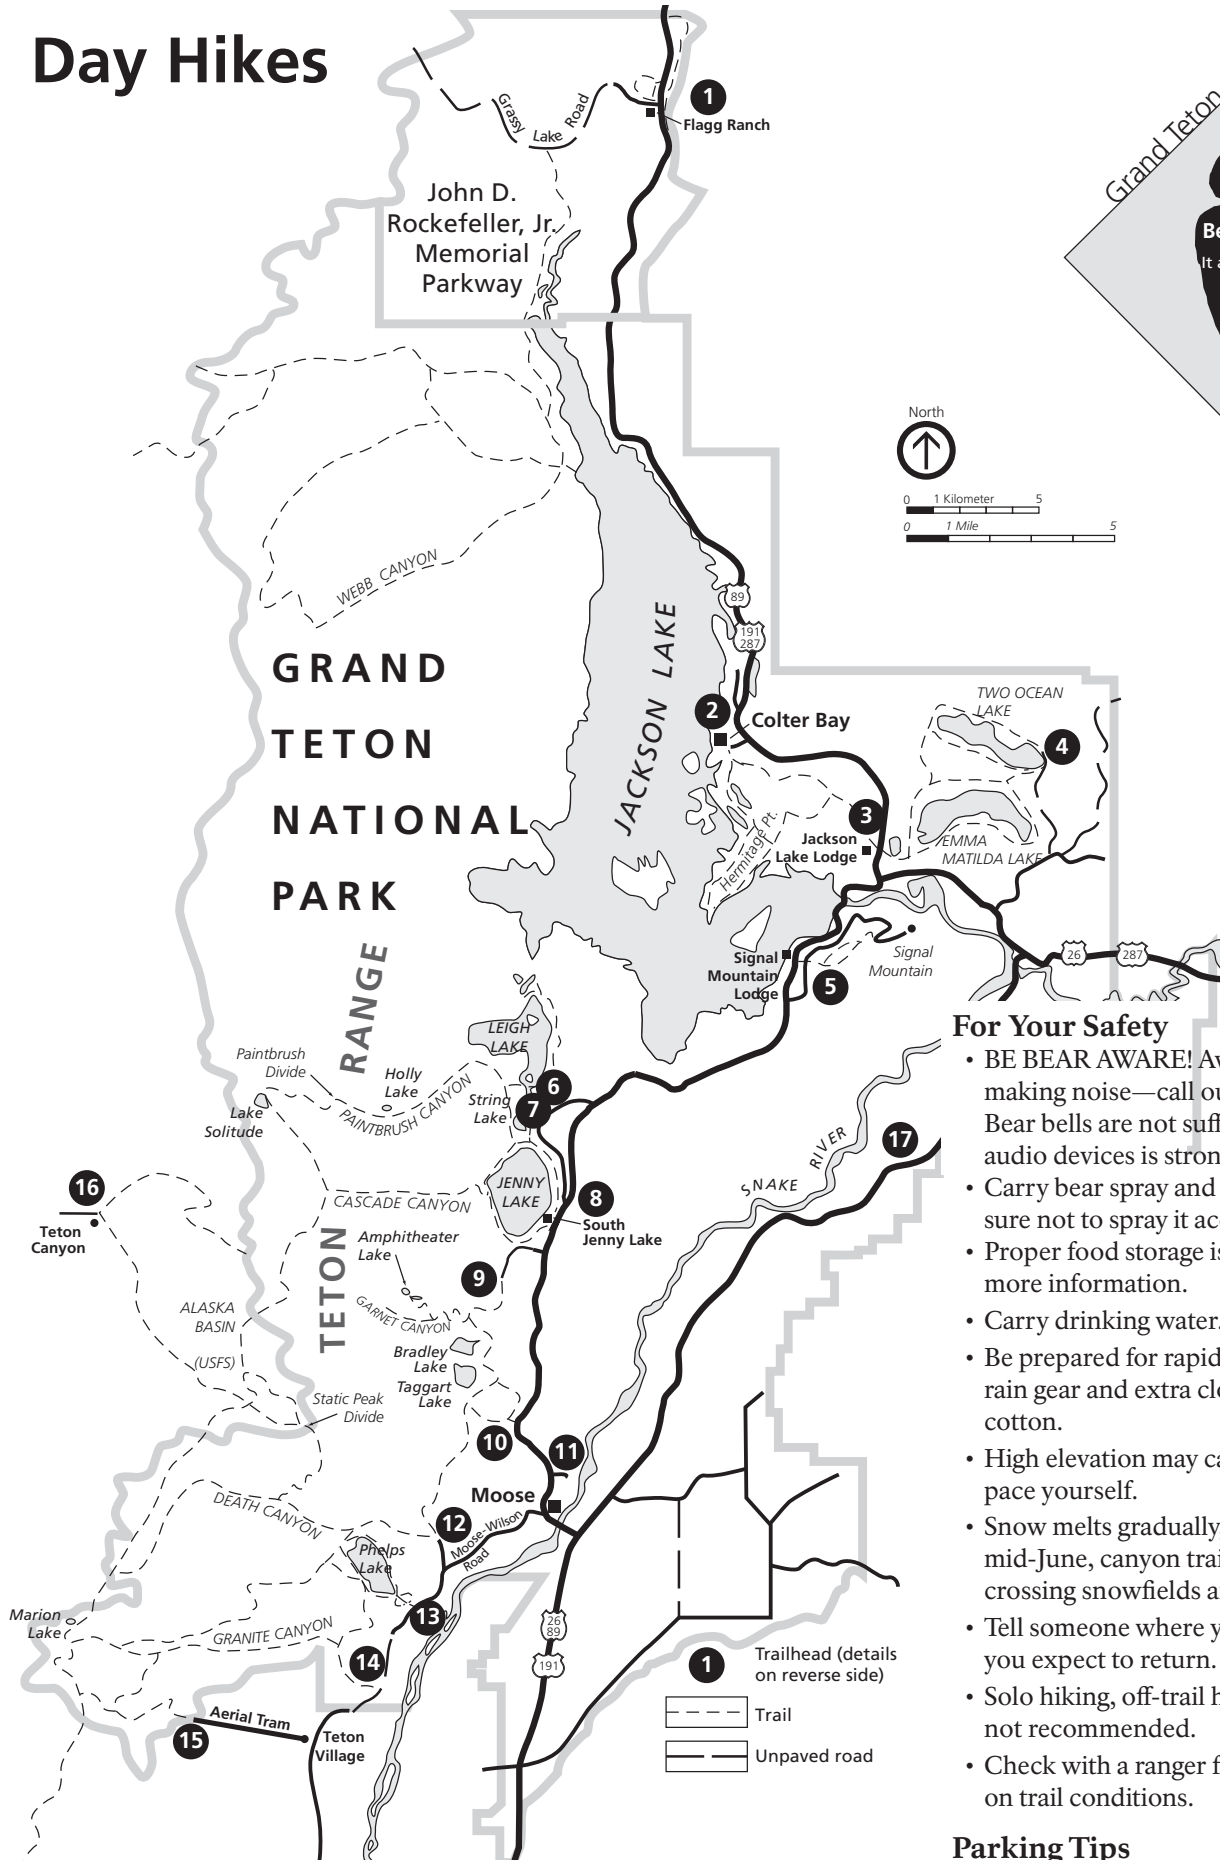 Day Hikes
Grassy Lake Road
1
Flagg Ranch
John D.
Rockefeller, Jr.
Memorial
Parkway
Grand Teton
Be
It a
North
0 1 Kilometer 5
0 1 Mile 5
WEBB CANYON
89
191
287
GRAND
TETON
NATIONAL
PARK
JACKSON LAKE
2
Colter Bay
TWO OCEAN
LAKE
4
3
Jackson
Lake Lodge
Hermitage Pt.
EMMA
MATILDA LAKE
Signal
Mountain
Lodge
5
Signal
Mountain
26
287
TETON RANGE
LEIGH
LAKE
Paintbrush
Divide
Holly
Lake
PAINTBRUSH CANYON
String
Lake
6
7
Lake
Solitude
16
Teton
Canyon
CASCADE CANYON
JENNY
LAKE
8
South
Jenny Lake
SNAKE RIVER
17
Amphitheater
Lake
9
GARNET CANYON
ALASKA
BASIN
(USFS)
Bradley
Lake
Taggart
Lake
Static Peak
Divide
10
11
Moose
12
Moose-Wilson
Road
DEATH CANYON
Phelps
Lake
13
Marion
Lake
GRANITE CANYON
14
26
89
191
15
Aerial Tram
Teton
Village
1
Trailhead (details
on reverse side)
Trail
Unpaved road
For Your Safety
• BE BEAR AWARE! Av
making noise—call ou
Bear bells are not suff
audio devices is stron
• Carry bear spray and
sure not to spray it acc
• Proper food storage is
more information.
• Carry drinking water.
• Be prepared for rapid
rain gear and extra clo
cotton.
• High elevation may ca
pace yourself.
• Snow melts gradually
mid-June, canyon trai
crossing snowfields a
• Tell someone where y
you expect to return.
• Solo hiking, off-trail h
not recommended.
• Check with a ranger f
on trail conditions.
Parking Tips